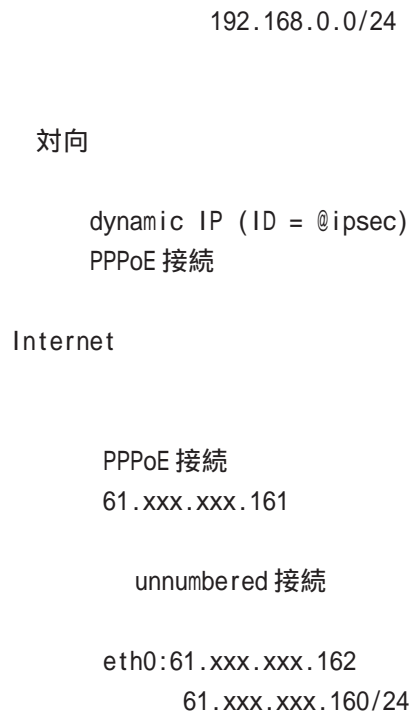 192.168.0.0/24
対向
dynamic IP (ID = @ipsec)
PPPoE 接続
Internet
PPPoE 接続
61.xxx.xxx.161
unnumbered 接続
eth0:61.xxx.xxx.162
61.xxx.xxx.160/24